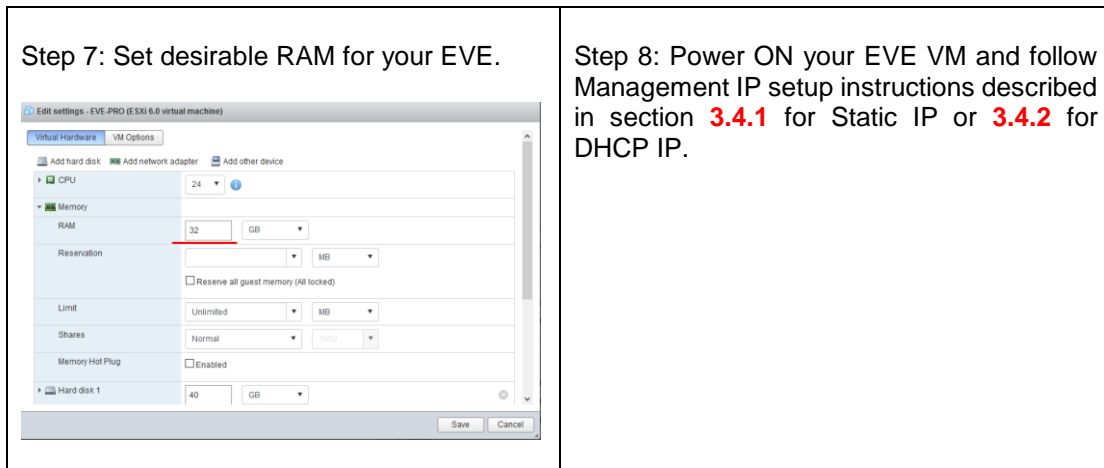 Step 7: Set desirable RAM for your EVE.
Edit settings - EVE-PRO (ESXi 6.0 virtual machine)
Virtual Hardware VM Options
Add hard disk Add network adapter Add other device
CPU 24
Memory
RAM 32 GB
Reservation MB
Reserve all guest memory (All locked)
Limit Unlimited MB
Shares Normal 1000
Memory Hot Plug Enabled
Hard disk 1 40 GB
Save Cancel
Step 8: Power ON your EVE VM and follow
Management IP setup instructions described
in section 3.4.1 for Static IP or 3.4.2 for
DHCP IP.